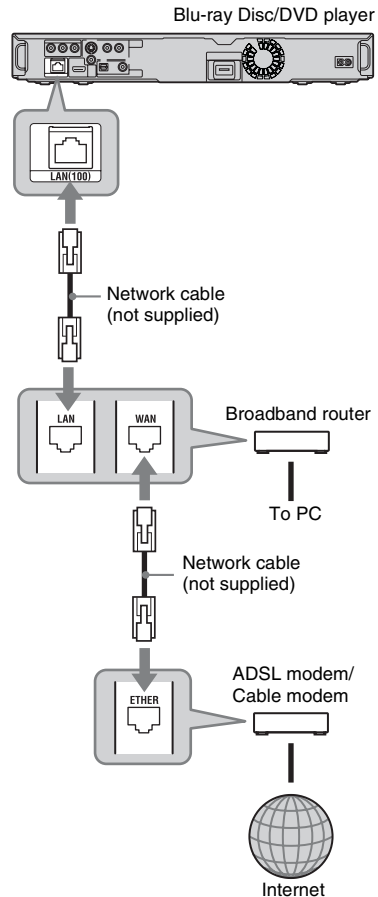 Blu-ray Disc/DVD player
LAN(100)
Network cable
(not supplied)
LAN
WAN
Broadband router
To PC
Network cable
(not supplied)
ETHER
ADSL modem/
Cable modem
Internet